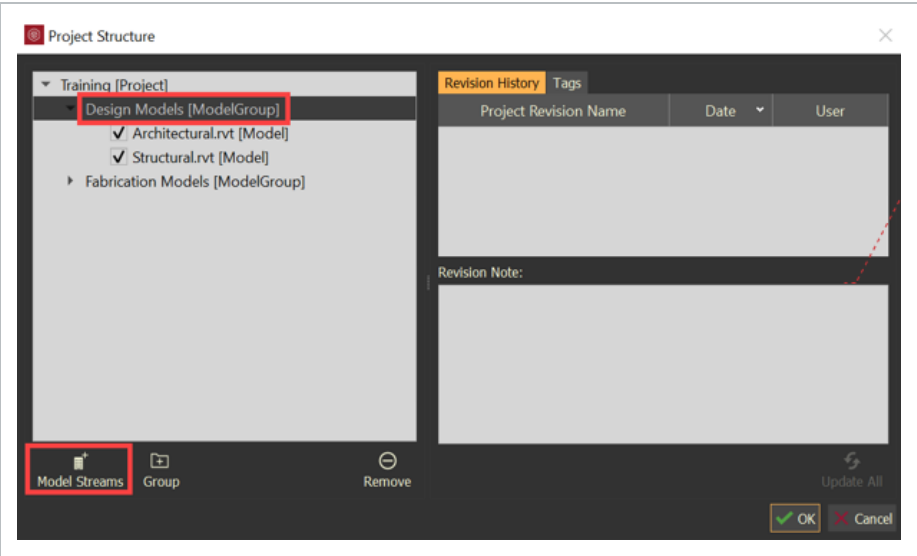 Project Structure
Training [Project]
Design Models [ModelGroup]
Architectural.rvt [Model]
Structural.rvt [Model]
Fabrication Models [ModelGroup]
Model Streams
Group
Remove
Revision History
Tags
Project Revision Name
Date
User
Revision Note:
Update All
OK
Cancel